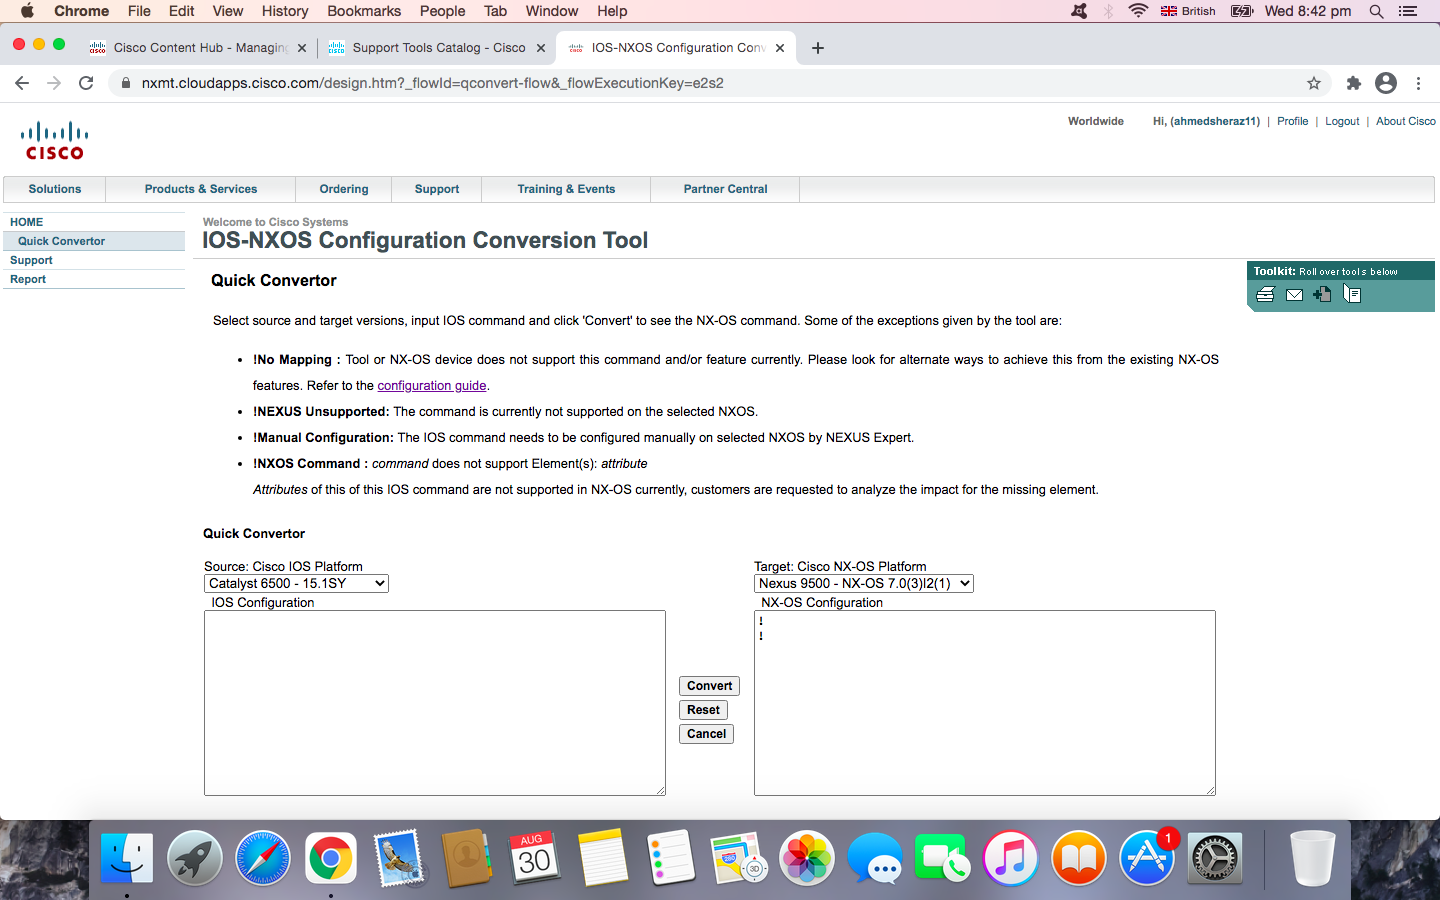 Chrome File Edit View History Bookmarks People Tab Window Help British Wed 8:42 pm
Cisco Content Hub - Managing Support Tools Catalog - Cisco IOS-NXOS Configuration Conv
nxmt.cloudapps.cisco.com/design.htm?_flowId=qconvert-flow&_flowExecutionKey=e2s2
Worldwide Hi, (ahmedsheraz11) | Profile | Logout | About Cisco
CISCO
Solutions Products & Services Ordering Support Training & Events Partner Central
HOME
Quick Convertor
Support
Report
Welcome to Cisco Systems
IOS-NXOS Configuration Conversion Tool
Quick Convertor
Toolkit: Roll over tools below
Select source and target versions, input IOS command and click 'Convert' to see the NX-OS command. Some of the exceptions given by the tool are:
• !No Mapping : Tool or NX-OS device does not support this command and/or feature currently. Please look for alternate ways to achieve this from the existing NX-OS
features. Refer to the configuration guide.
• !NEXUS Unsupported: The command is currently not supported on the selected NXOS.
• !Manual Configuration: The IOS command needs to be configured manually on selected NXOS by NEXUS Expert.
• !NXOS Command : command does not support Element(s): attribute
Attributes of this of this IOS command are not supported in NX-OS currently, customers are requested to analyze the impact for the missing element.
Quick Convertor
Source: Cisco IOS Platform
Catalyst 6500 - 15.1SY
IOS Configuration
Convert
Reset
Cancel
Target: Cisco NX-OS Platform
Nexus 9500 - NX-OS 7.0(3)I2(1)
NX-OS Configuration
!
!
AUG
30
280
3D
1